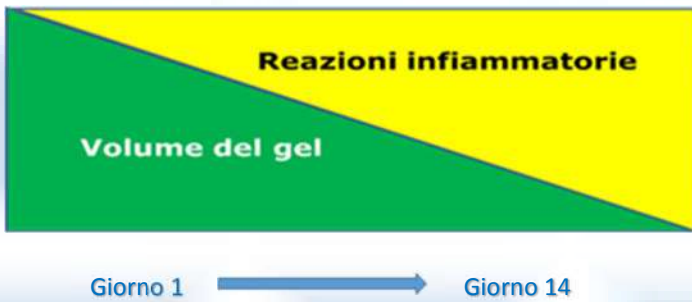 Reazioni infiammatorie
Volume del gel
Giorno 1
Giorno 14